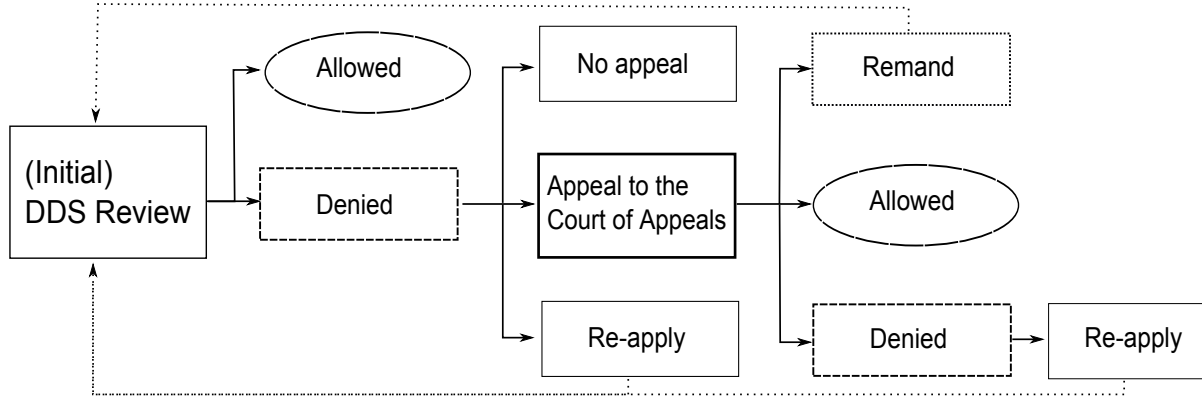 Allowed
No appeal
Remand
(Initial)
DDS Review
Denied
Appeal to the
Court of Appeals
Allowed
Re-apply
Denied
Re-apply